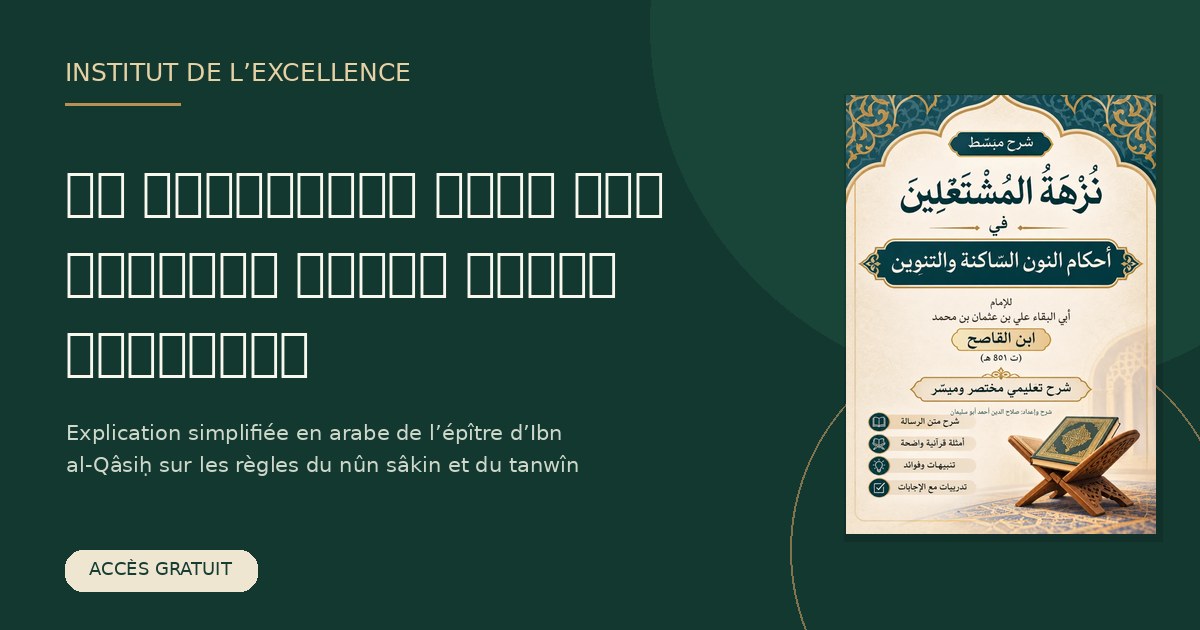 INSTITUT DE L’EXCELLENCE
Explication simplifiée en arabe de l’épître d’Ibn
al-Qâsiḥ sur les règles du nûn sâkin et du tanwîn
ACCÈS GRATUIT
شرح مبسّط
نُزْهَةُ المُشْتَغَلِينَ
في
أحكام النون السّاكنة والتنوين
للإمام
أبي البقاء علي بن عثمان بن محمد
ابن القاصح
(ت ٨٥١ هـ)
شرح تعليمي مختصر وميسّر
شرح وإعداد: صلاح الدين أحمد أبو سليمان
شرح متن الرسالة
أمثلة قرآنية واضحة
تنبيهات وفوائد
تدريبات مع الإجابات